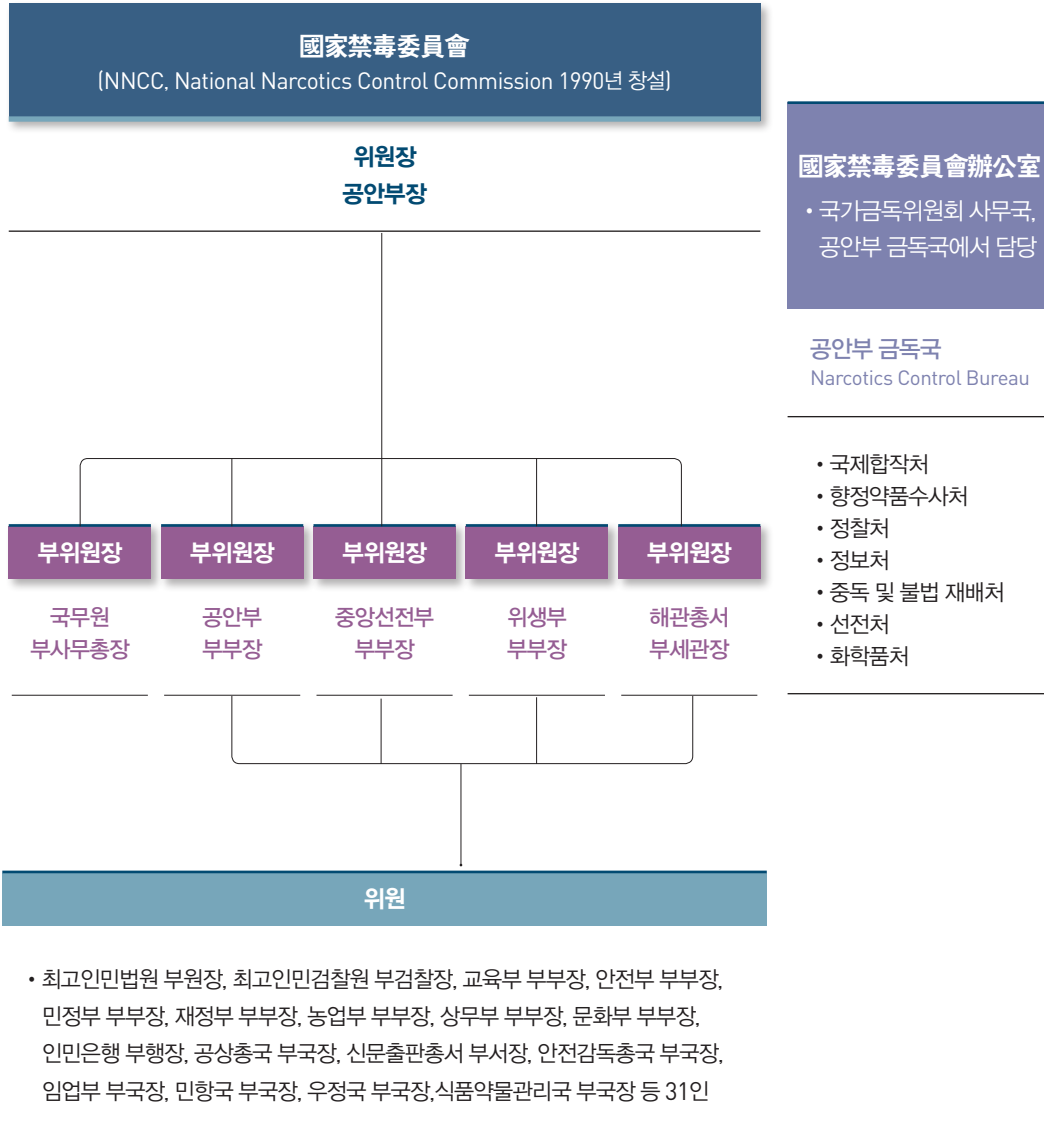 國家禁毒委員會
(NNCC, National Narcotics Control Commission 1990년 창설)
위원장
공안부장
國家禁毒委員會辦公室
• 국가금독위원회 사무국,
공안부 금독국에서 담당
공안부 금독국
Narcotics Control Bureau
• 국제합작처
• 향정약품수사처
• 정찰처
• 정보처
• 중독 및 불법 재배처
• 선전처
• 화학품처
부위원장
국무원
부사무총장
부위원장
공안부
부부장
부위원장
중앙선전부
부부장
부위원장
위생부
부부장
부위원장
해관총서
부세관장
위원
• 최고인민법원 부원장, 최고인민검찰원 부검찰장, 교육부 부부장, 안전부 부부장,
민정부 부부장, 재정부 부부장, 농업부 부부장, 상무부 부부장, 문화부 부부장,
인민은행 부행장, 공상총국 부국장, 신문출판총서 부서장, 안전감독총국 부국장,
임업부 부국장, 민항국 부국장, 우정국 부국장,식품약물관리국 부국장 등 31인